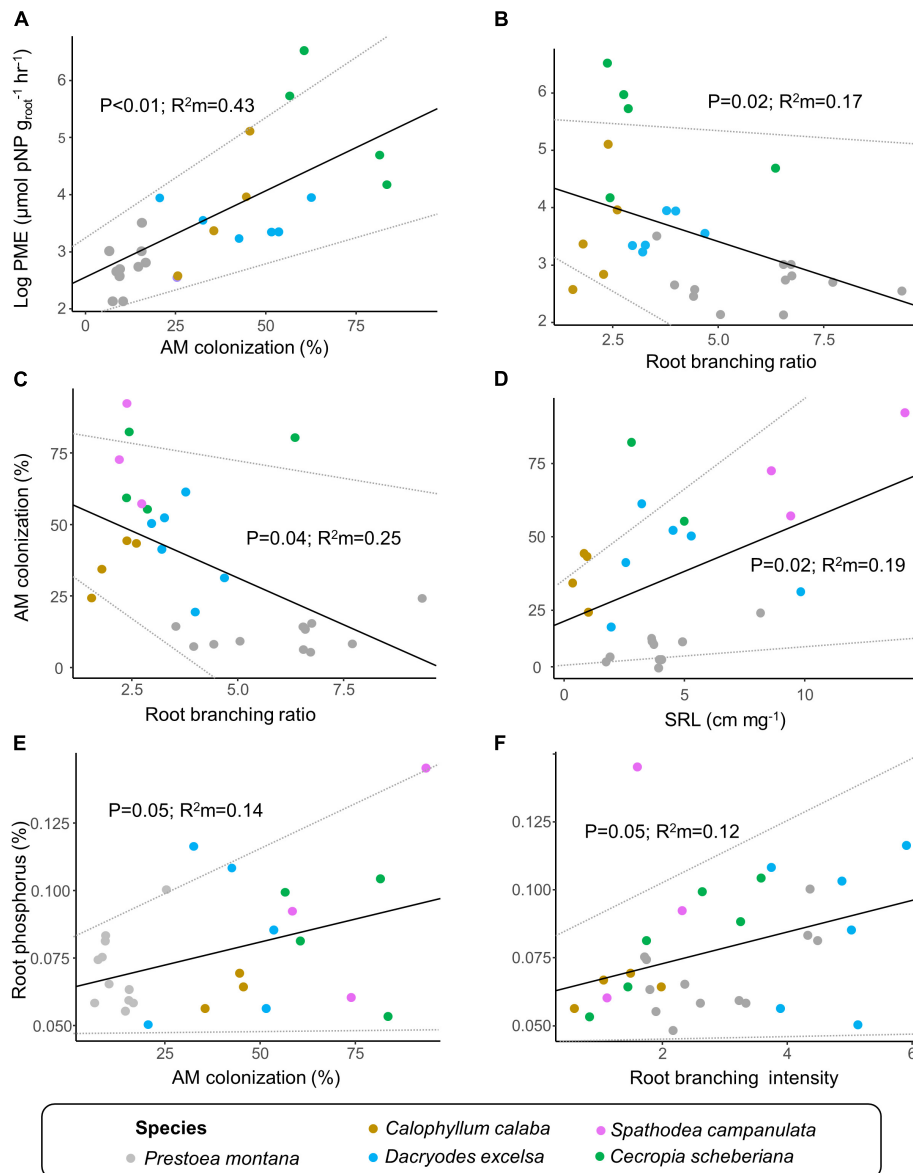 A
Log PME (µmol pNP g root⁻¹ hr⁻¹)
6
5
4
3
2
P<0.01; R²m=0.43
0 25 50 75
AM colonization (%)
B
6
5
4
3
2
P=0.02; R²m=0.17
2.5 5.0 7.5
Root branching ratio
C
AM colonization (%)
75
50
25
0
P=0.04; R²m=0.25
2.5 5.0 7.5
Root branching ratio
D
75
50
25
0
P=0.02; R²m=0.19
0 5 10
SRL (cm mg⁻¹)
E
Root phosphorus (%)
0.125
0.100
0.075
0.050
P=0.05; R²m=0.14
25 50 75
AM colonization (%)
F
0.125
0.100
0.075
0.050
P=0.05; R²m=0.12
2 4 6
Root branching intensity
Species
Calophyllum calaba
Spathodea campanulata
Prestoea montana
Dacryodes excelsa
Cecropia scheberiana